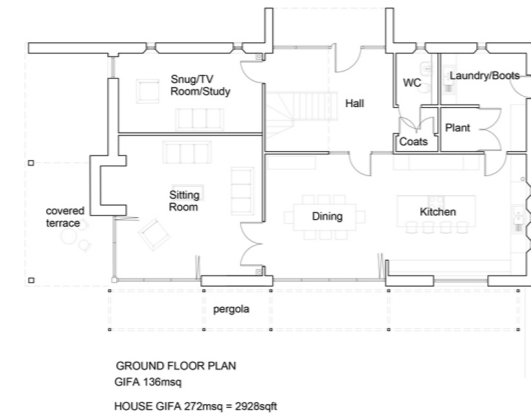 Snug/TV
Room/Study
WC
Laundry/Boots
Hall
Plant
Coats
Sitting
Room
covered
terrace
Dining
Kitchen
pergola
GROUND FLOOR PLAN
GIFA 136msq
HOUSE GIFA 272msq = 2928sqft